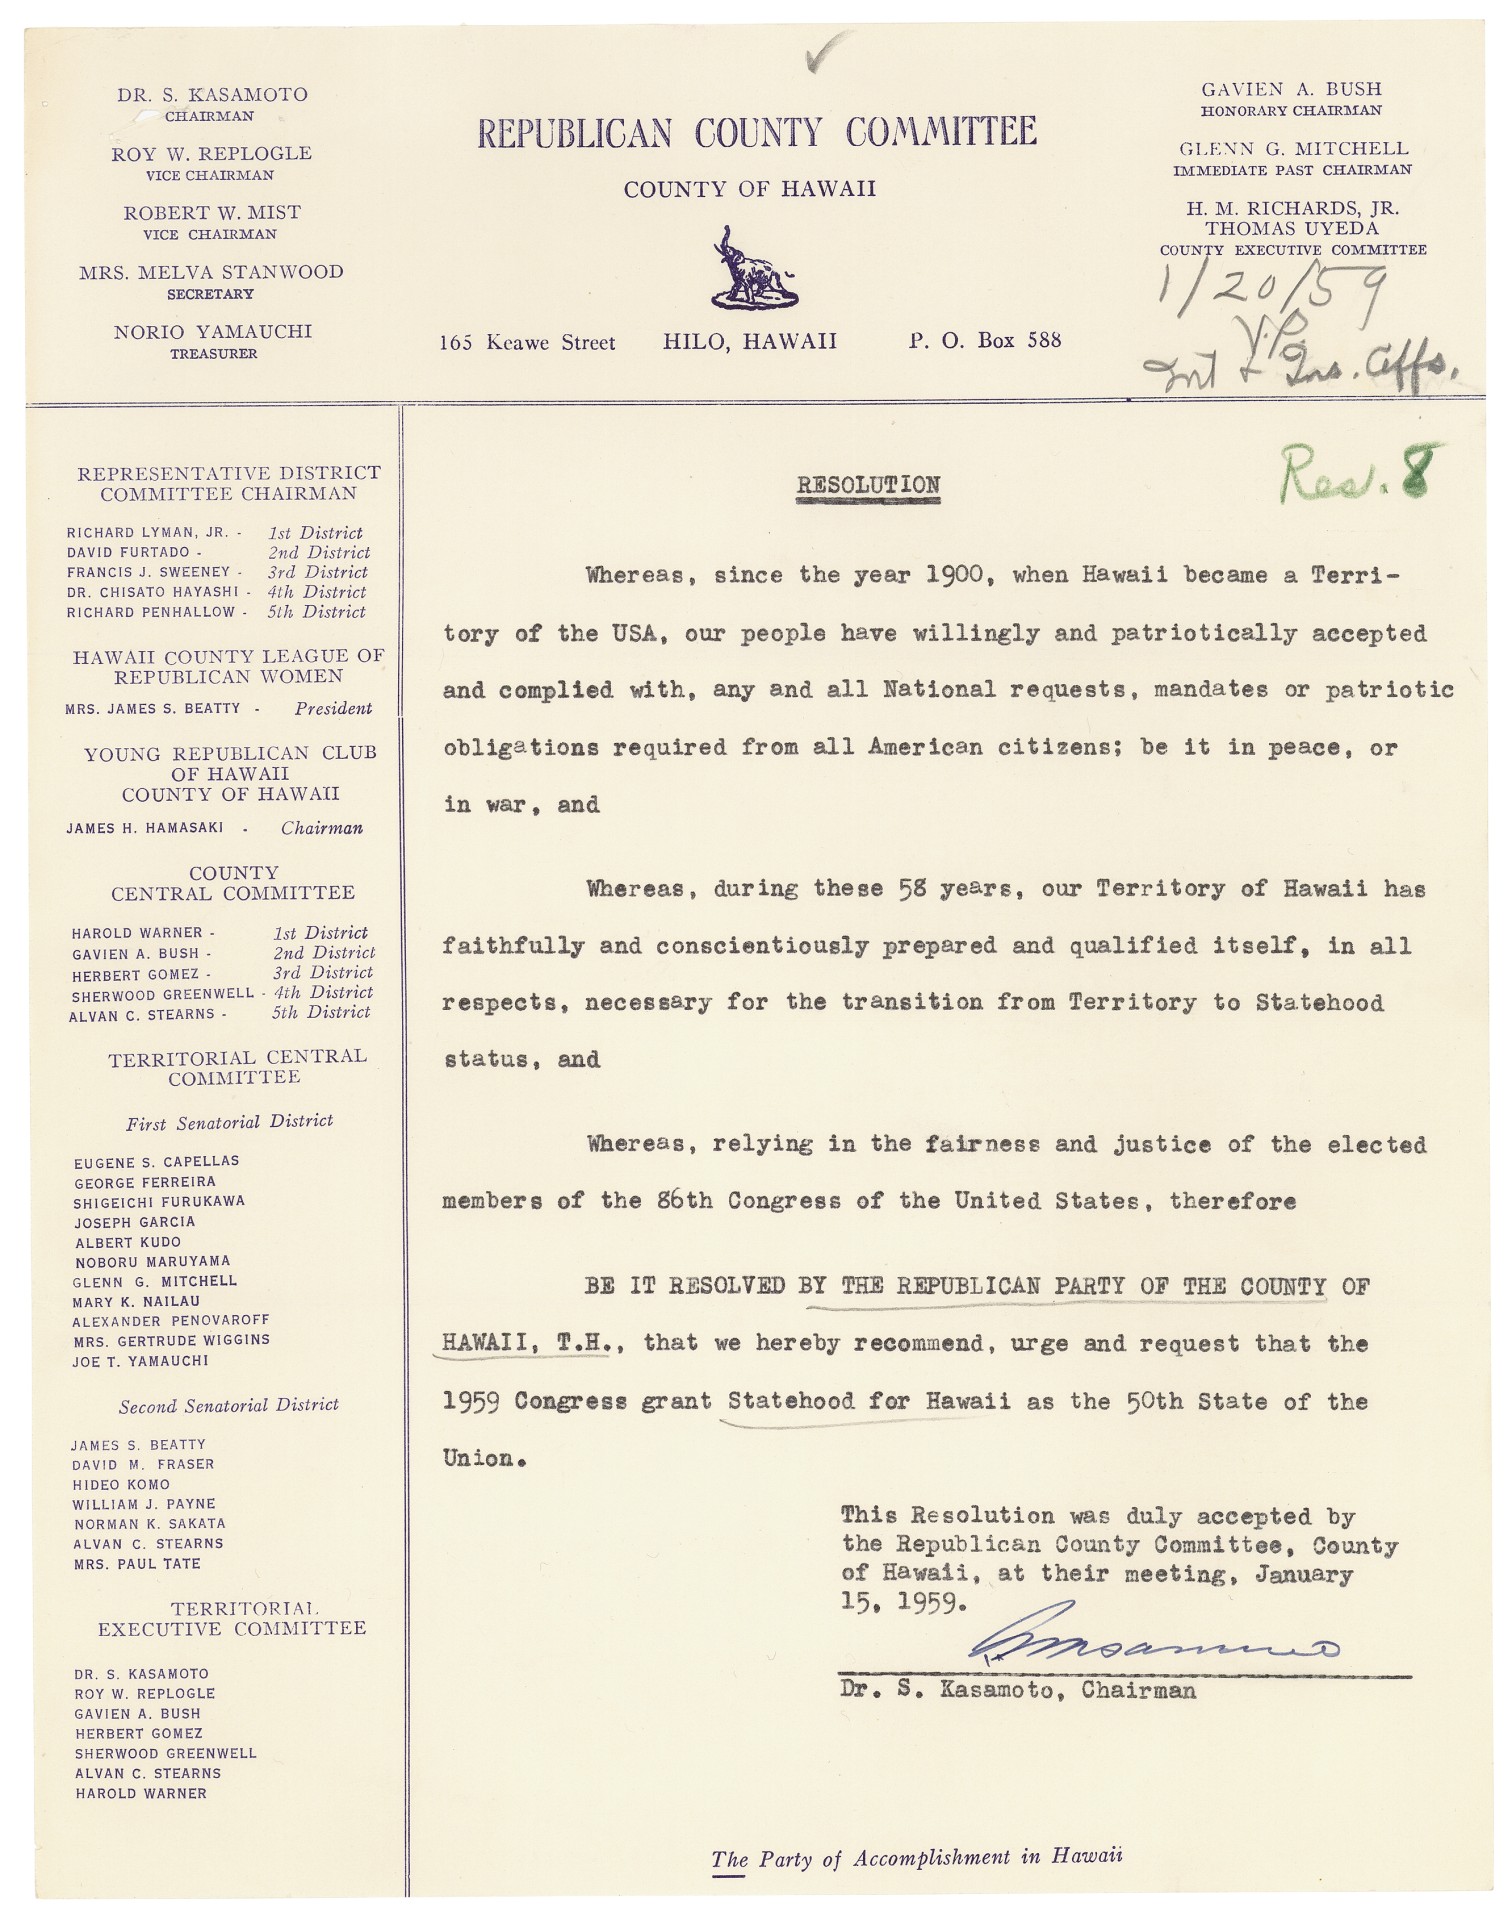 DR. S. KASAMOTO
CHAIRMAN
ROY W. REPLOGLE
VICE CHAIRMAN
ROBERT W. MIST
VICE CHAIRMAN
MRS. MELVA STANWOOD
SECRETARY
NORIO YAMAUCHI
TREASURER
REPUBLICAN COUNTY COMMITTEE
COUNTY OF HAWAII
165 Keawe Street HILO, HAWAII P. O. Box 588
GAVIEN A. BUSH
HONORARY CHAIRMAN
GLENN G. MITCHELL
IMMEDIATE PAST CHAIRMAN
H. M. RICHARDS, JR.
THOMAS UYEDA
COUNTY EXECUTIVE COMMITTEE
1/20/59
V.P.
Int & Ins. Affs.
REPRESENTATIVE DISTRICT
COMMITTEE CHAIRMAN
RICHARD LYMAN, JR. - 1st District
DAVID FURTADO - 2nd District
FRANCIS J. SWEENEY - 3rd District
DR. CHISATO HAYASHI - 4th District
RICHARD PENHALLOW - 5th District
HAWAII COUNTY LEAGUE OF
REPUBLICAN WOMEN
MRS. JAMES S. BEATTY - President
YOUNG REPUBLICAN CLUB
OF HAWAII
COUNTY OF HAWAII
JAMES H. HAMASAKI - Chairman
COUNTY
CENTRAL COMMITTEE
HAROLD WARNER - 1st District
GAVIEN A. BUSH - 2nd District
HERBERT GOMEZ - 3rd District
SHERWOOD GREENWELL - 4th District
ALVAN C. STEARNS - 5th District
TERRITORIAL CENTRAL
COMMITTEE
First Senatorial District
EUGENE S. CAPELLAS
GEORGE FERREIRA
SHIGEICHI FURUKAWA
JOSEPH GARCIA
ALBERT KUDO
NOBORU MARUYAMA
GLENN G. MITCHELL
MARY K. NAILAU
ALEXANDER PENOVAROFF
MRS. GERTRUDE WIGGINS
JOE T. YAMAUCHI
Second Senatorial District
JAMES S. BEATTY
DAVID M. FRASER
HIDEO KOMO
WILLIAM J. PAYNE
NORMAN K. SAKATA
ALVAN C. STEARNS
MRS. PAUL TATE
TERRITORIAL
EXECUTIVE COMMITTEE
DR. S. KASAMOTO
ROY W. REPLOGLE
GAVIEN A. BUSH
HERBERT GOMEZ
SHERWOOD GREENWELL
ALVAN C. STEARNS
HAROLD WARNER
Res. 8
RESOLUTION
Whereas, since the year 1900, when Hawaii became a Terri-
tory of the USA, our people have willingly and patriotically accepted
and complied with, any and all National requests, mandates or patriotic
obligations required from all American citizens; be it in peace, or
in war, and
Whereas, during these 58 years, our Territory of Hawaii has
faithfully and conscientiously prepared and qualified itself, in all
respects, necessary for the transition from Territory to Statehood
status, and
Whereas, relying in the fairness and justice of the elected
members of the 86th Congress of the United States, therefore
BE IT RESOLVED BY THE REPUBLICAN PARTY OF THE COUNTY OF
HAWAII, T.H., that we hereby recommend, urge and request that the
1959 Congress grant Statehood for Hawaii as the 50th State of the
Union.
This Resolution was duly accepted by
the Republican County Committee, County
of Hawaii, at their meeting, January
15, 1959.
Dr. S. Kasamoto, Chairman
The Party of Accomplishment in Hawaii